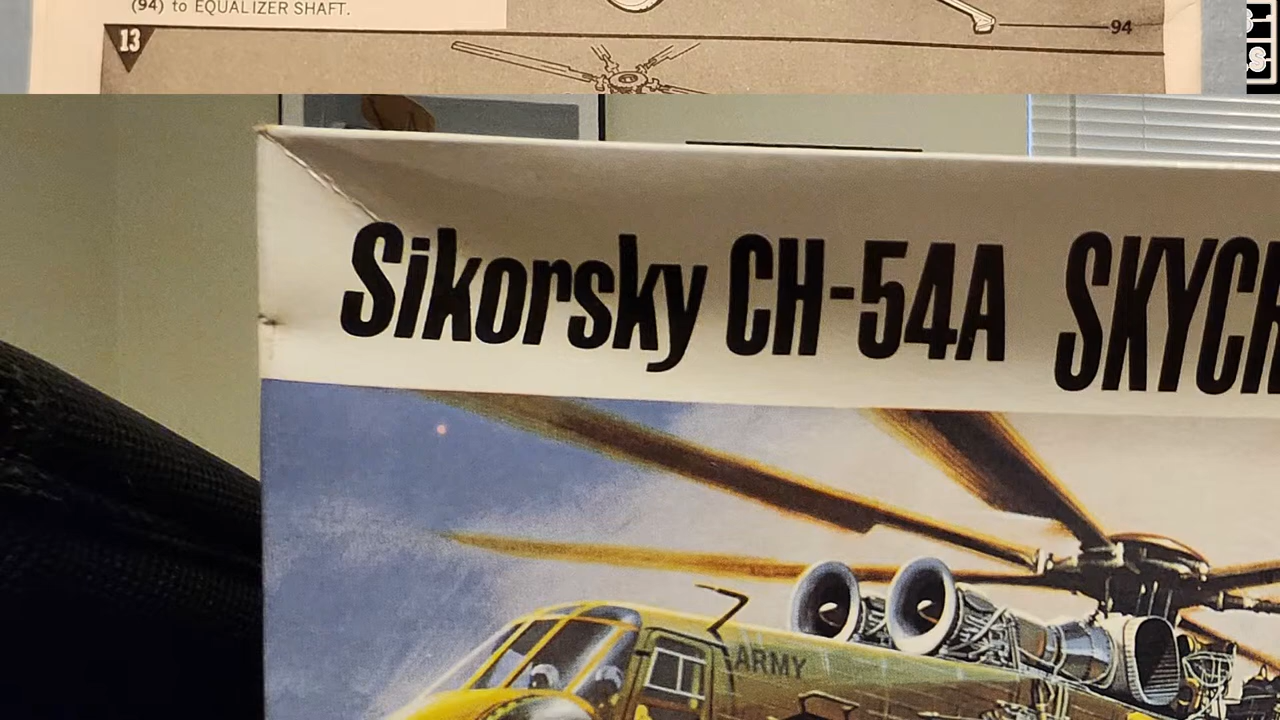 (94) to EQUALIZER SHAFT.
94
13
Sikorsky CH-54A SKYCR
ARMY